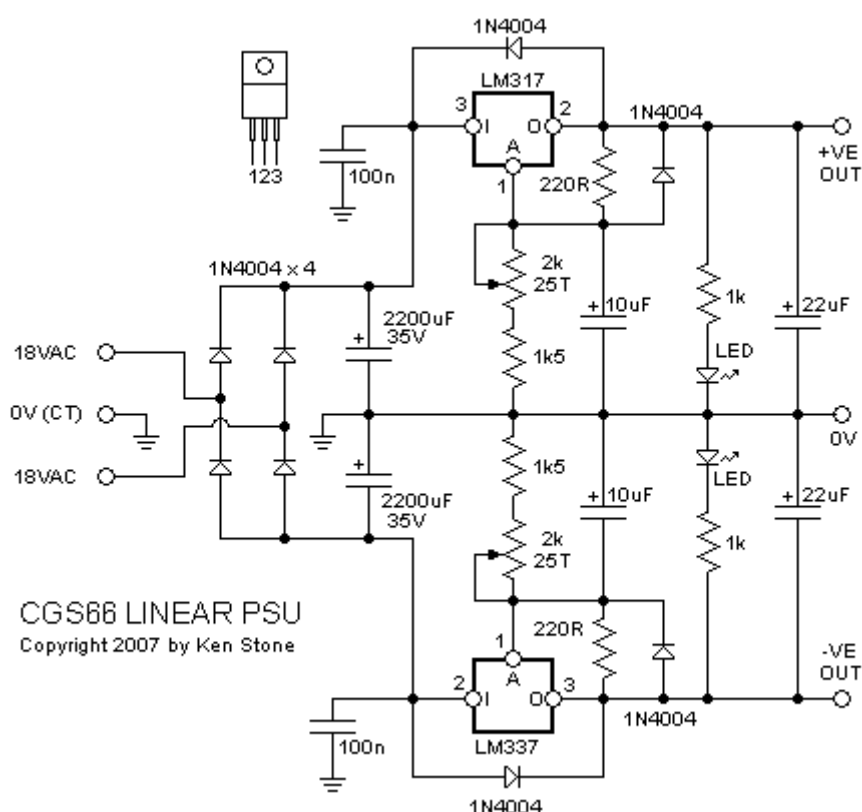 1N4004
LM317
3
2
I
O
A
1
1N4004
123
100n
220R
+VE
OUT
1N4004 x 4
2k
25T
+
10uF
1k
+
22uF
2200uF
35V
+
1k5
LED
18VAC
0V (CT)
0V
18VAC
+
2200uF
35V
1k5
+
10uF
LED
+
22uF
2k
25T
1k
CGS66 LINEAR PSU
Copyright 2007 by Ken Stone
1
220R
-VE
OUT
2
3
I
O
A
1N4004
100n
LM337
1N4004